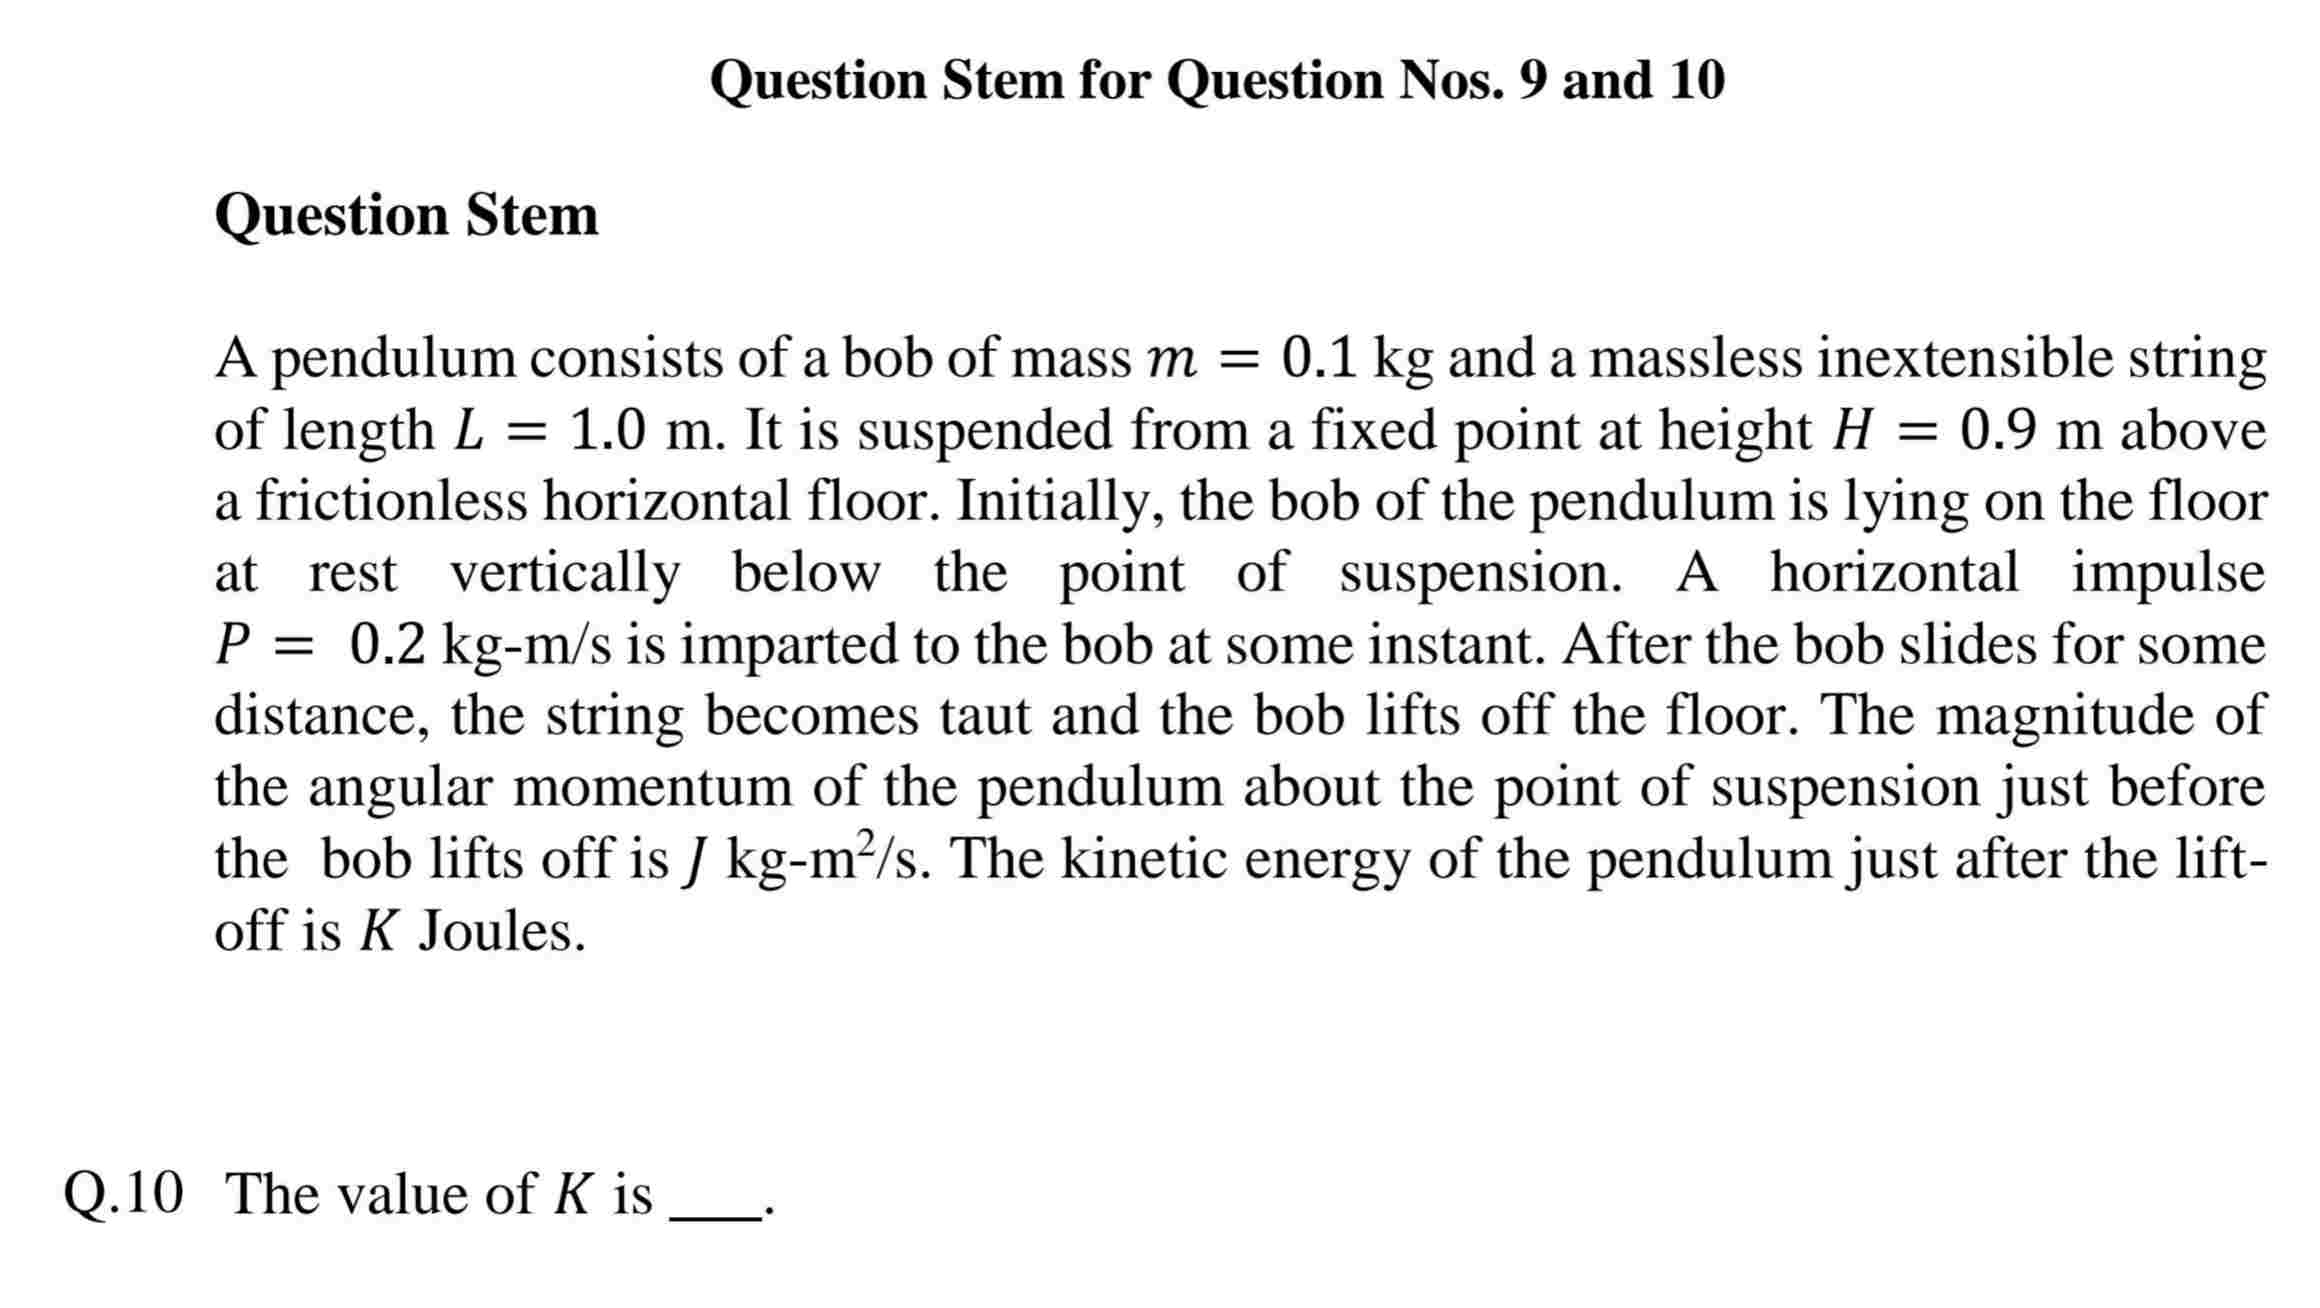 Question Stem for Question Nos. 9 and 10
Question Stem
A pendulum consists of a bob of mass m = 0.1 kg and a massless inextensible string
of length L = 1.0 m. It is suspended from a fixed point at height H = 0.9 m above
a frictionless horizontal floor. Initially, the bob of the pendulum is lying on the floor
at rest vertically below the point of suspension. A horizontal impulse
P = 0.2 kg-m/s is imparted to the bob at some instant. After the bob slides for some
distance, the string becomes taut and the bob lifts off the floor. The magnitude of
the angular momentum of the pendulum about the point of suspension just before
the bob lifts off is J kg-m²/s. The kinetic energy of the pendulum just after the lift-
off is K Joules.
Q.10 The value of K is ___.